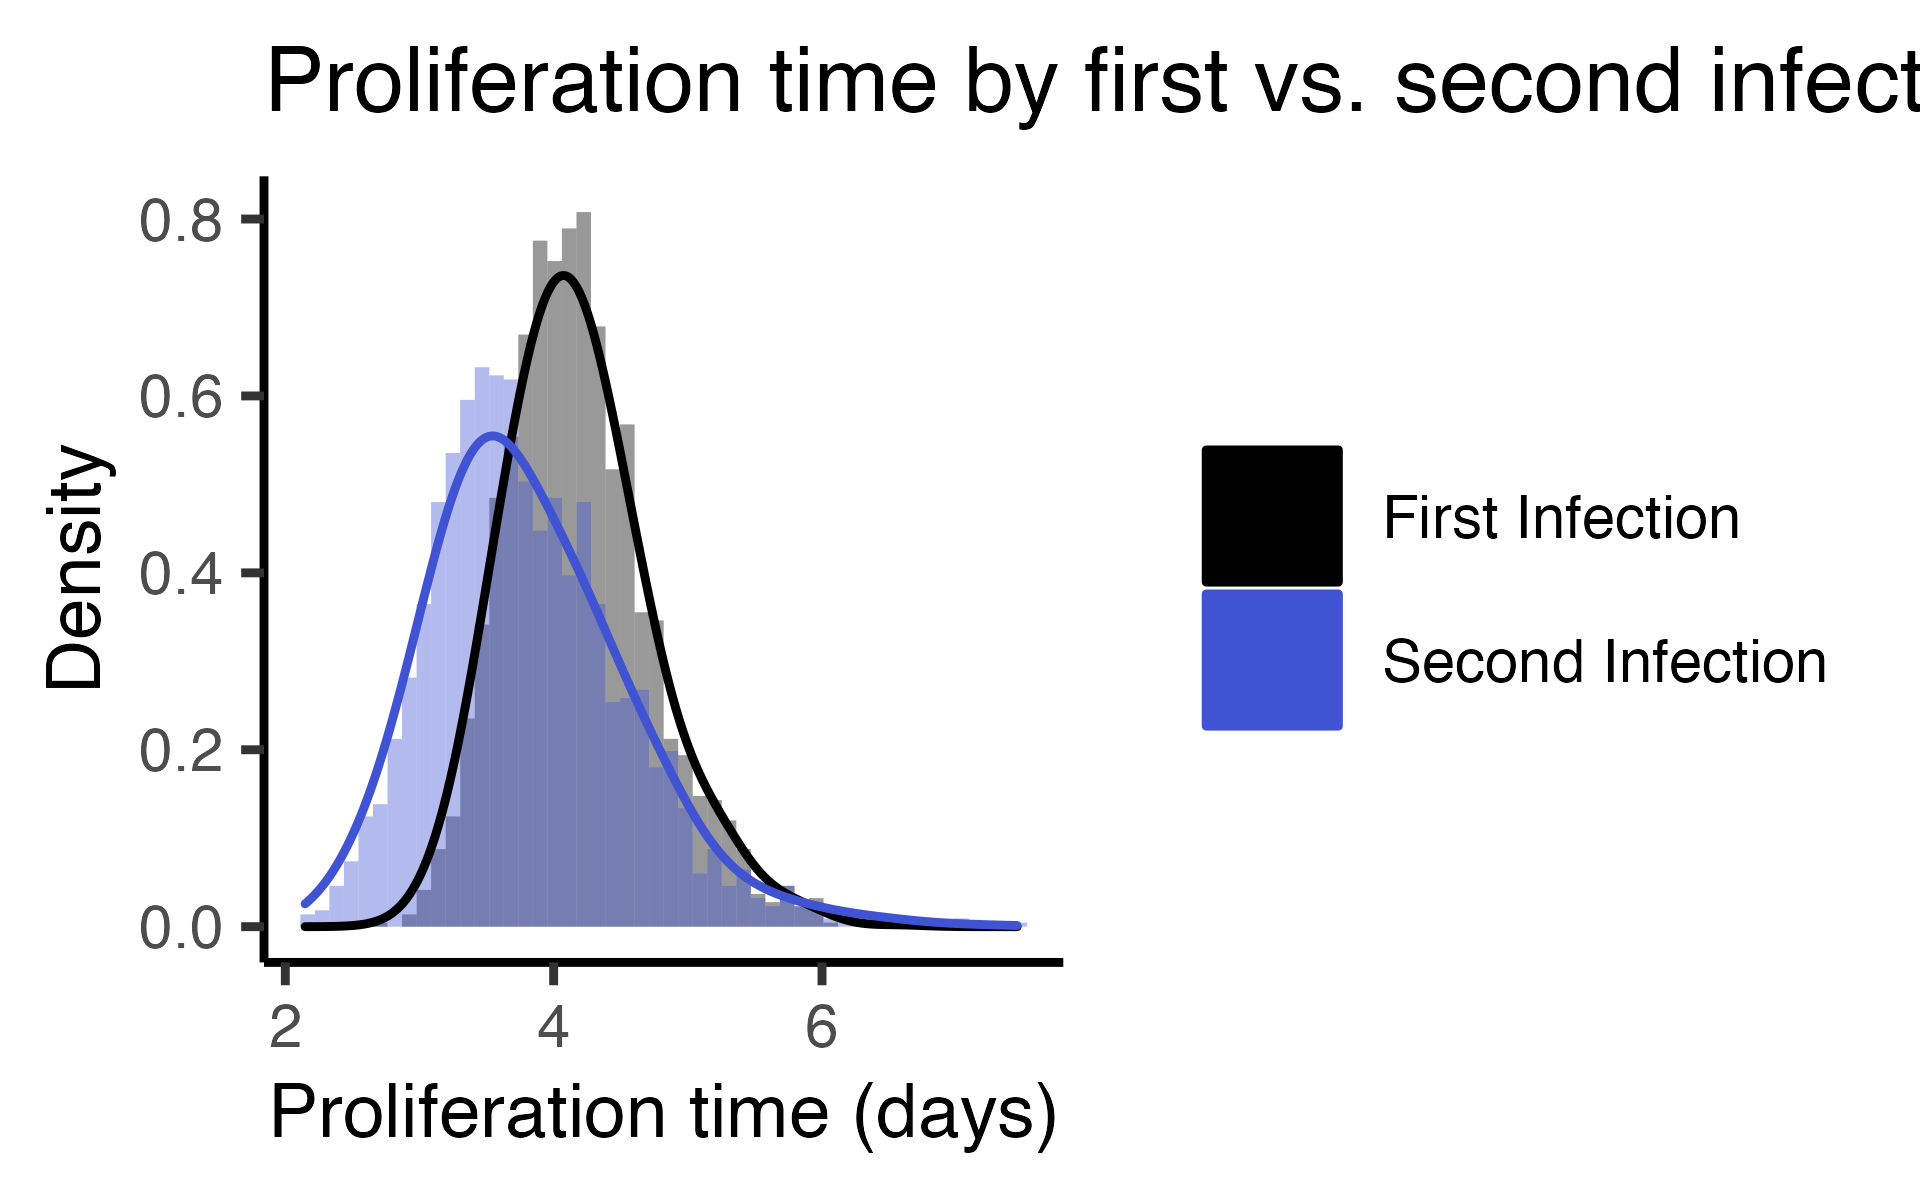 Proliferation time by first vs. second infect
0.8
0.6
0.4
0.2
0.0
Density
2 4 6
Proliferation time (days)
First Infection
Second Infection